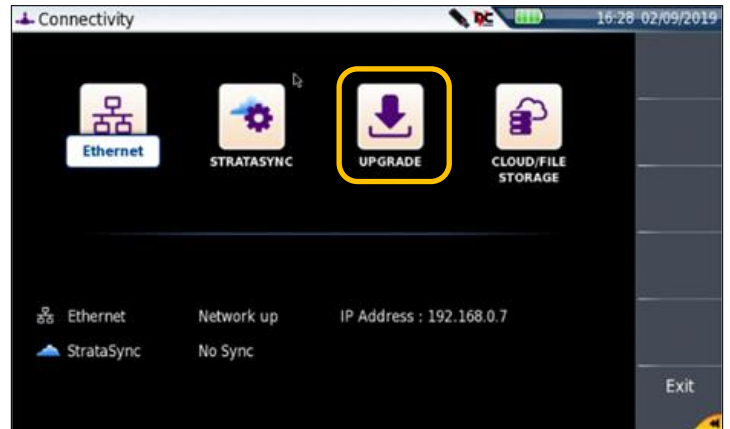 Connectivity
DC
16:28 02/09/2019
Ethernet
STRATASYNC
UPGRADE
CLOUD/FILE
STORAGE
Ethernet Network up IP Address : 192.168.0.7
StrataSync No Sync
Exit